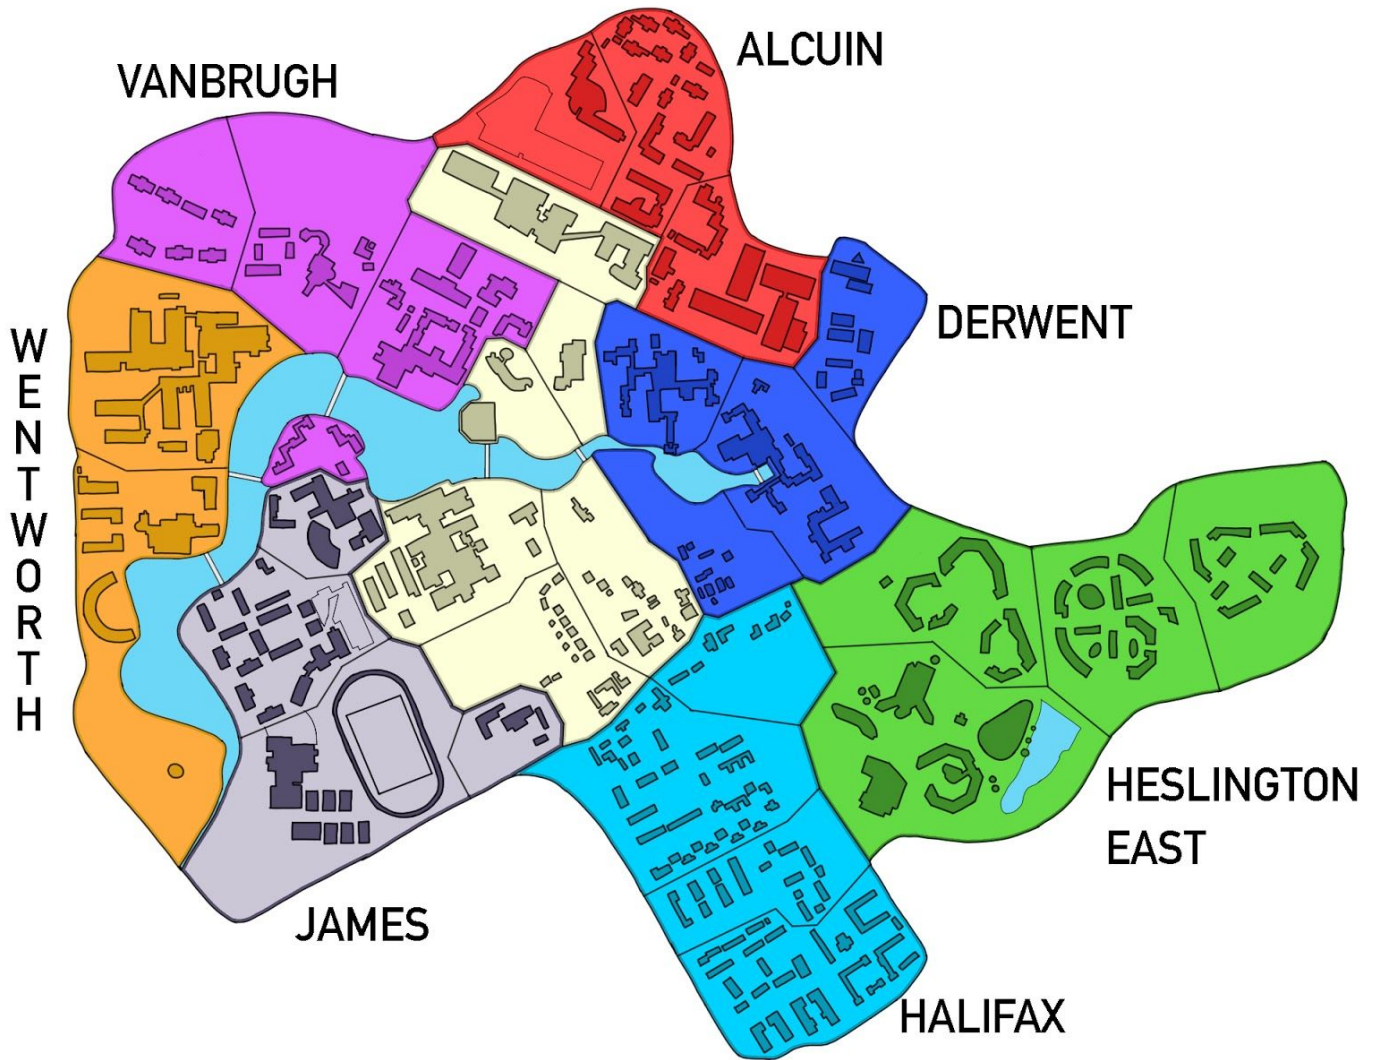 ALCUIN
VANBRUGH
DERWENT
WENTWORTH
HESLINGTON
EAST
JAMES
HALIFAX